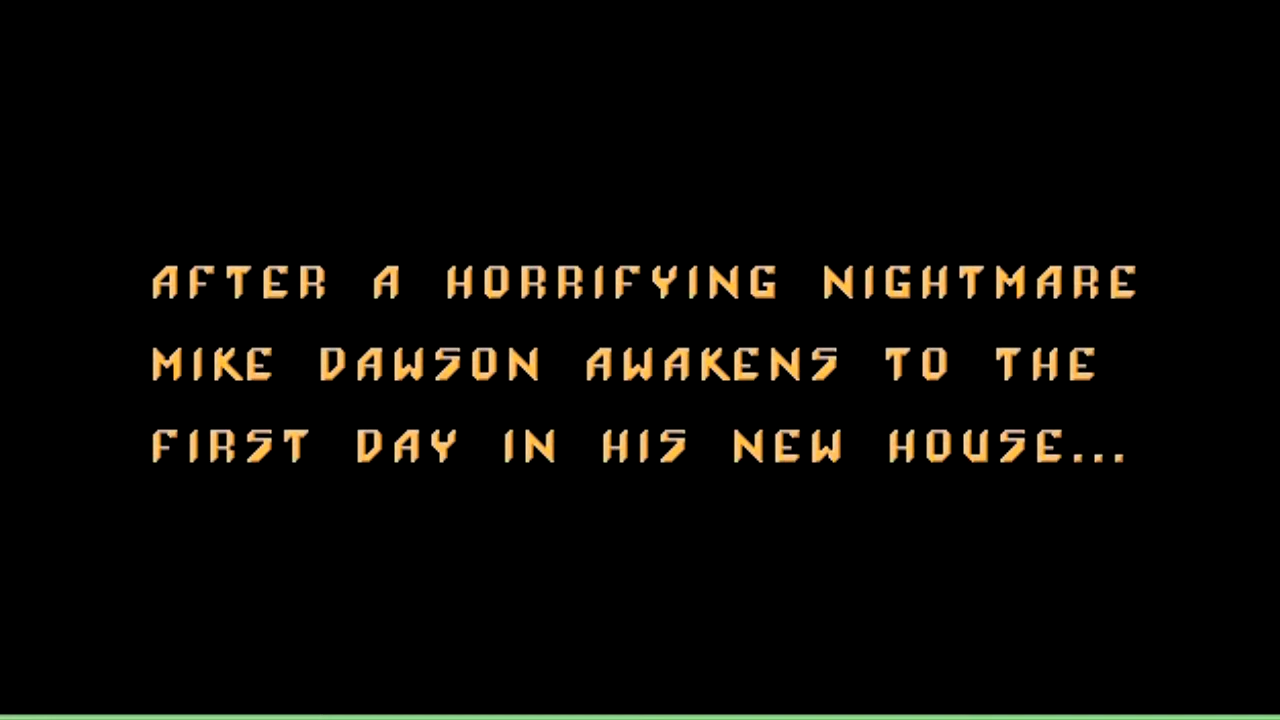 AFTER A HORRIFYING NIGHTMARE
MIKE DAWSON AWAKENS TO THE
FIRST DAY IN HIS NEW HOUSE...